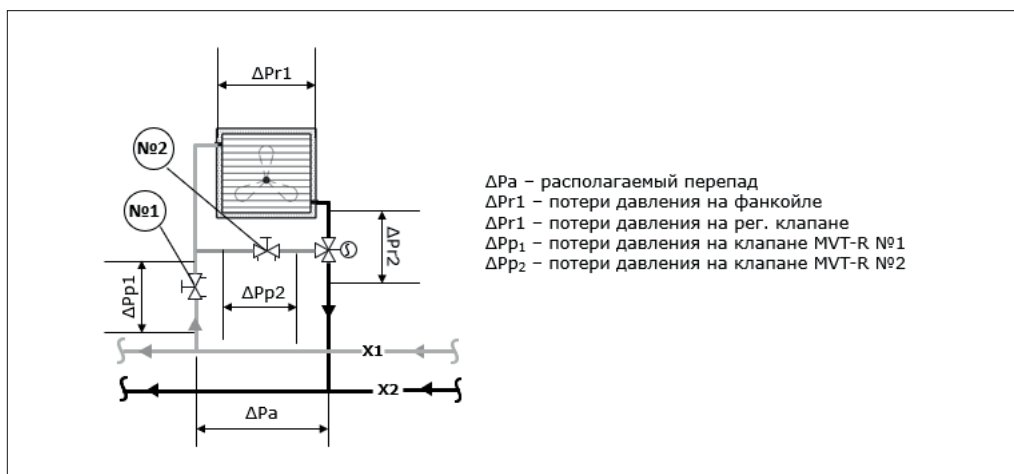 ΔPr1
№2
№1
ΔPr2
ΔPp1
ΔPp2
X1
X2
ΔPa
ΔPa – располагаемый перепад
ΔPr1 – потери давления на фанкойле
ΔPr1 – потери давления на рег. клапане
ΔPp₁ – потери давления на клапане MVT-R №1
ΔPp₂ – потери давления на клапане MVT-R №2